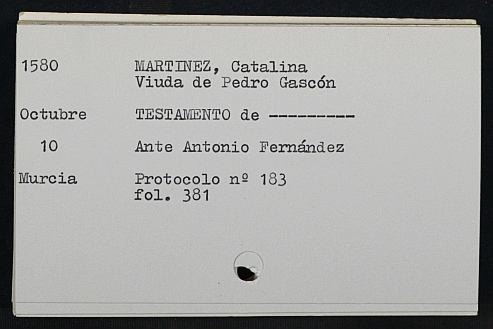 1580 MARTINEZ, Catalina
Viuda de Pedro Gascón
Octubre TESTAMENTO de ---------
10 Ante Antonio Fernández
Murcia Protocolo nº 183
fol. 381